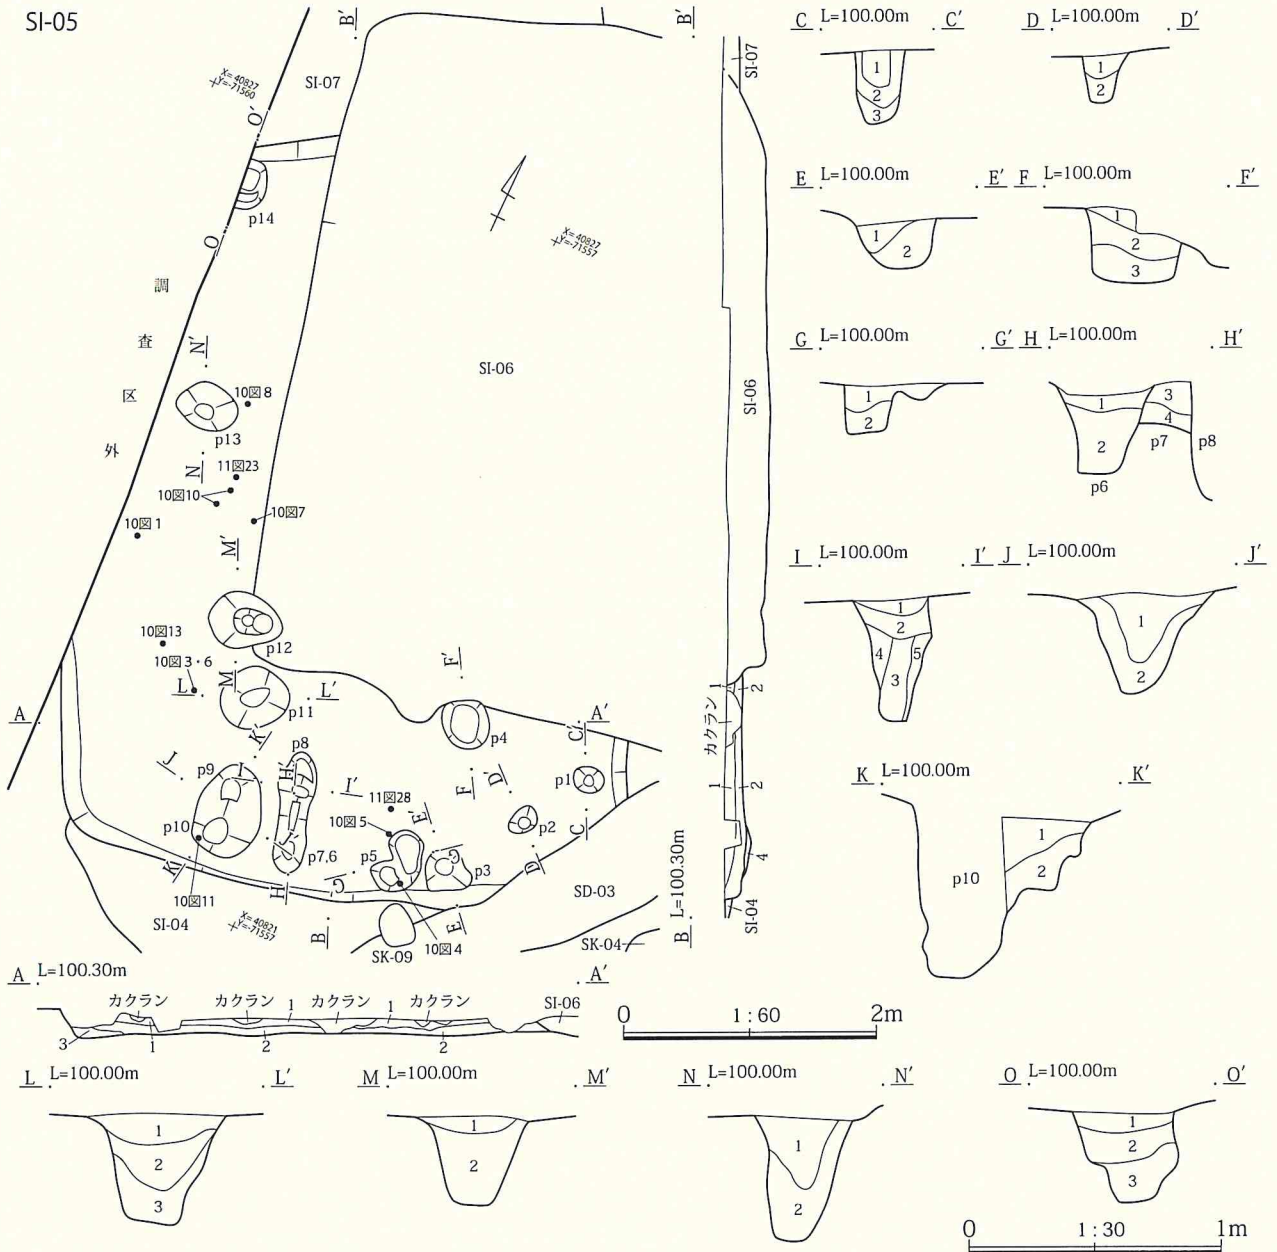 SI-05
B′
B′
X= 40827
Y=-71560
SI-07
O′
p14
O
調査区外
X= 40827
Y=-71557
SI-06
N′
10図 8
p13
N
11図 23
10図 10
10図 7
10図 1
M′
p12
10図 13
10図 3・6
L
M
L′
p11
A
A′
F′
C′
p4
K′
J
p9
p8
I
H′
I′
p1
D′
F
11図 28
10図 5
E′
p2
C
p10
J′
p7,6
p5
G′
G
p3
D
K
H
10図 11
SD-03
SI-04
X= 40821
Y=-71557
B
E
10図 4
SK-09
SK-04
SI-07
SI-06
1
2
カクラン
1
2
4
SI-04
B L=100.30m
C L=100.00m C′
1
2
3
D L=100.00m D′
1
2
E L=100.00m E′
1
2
F L=100.00m F′
1
2
3
G L=100.00m G′
1
2
H L=100.00m H′
1
2
3
4
p6
p7
p8
I L=100.00m I′
1
2
4
3
5
J L=100.00m J′
1
2
K L=100.00m K′
1
2
p10
A L=100.30m A′
カクラン カクラン 1 カクラン 1 カクラン SI-06
3 1 2 2
0 1:60 2m
L L=100.00m L′
1
2
3
M L=100.00m M′
1
2
N L=100.00m N′
1
2
O L=100.00m O′
1
2
3
0 1:30 1m